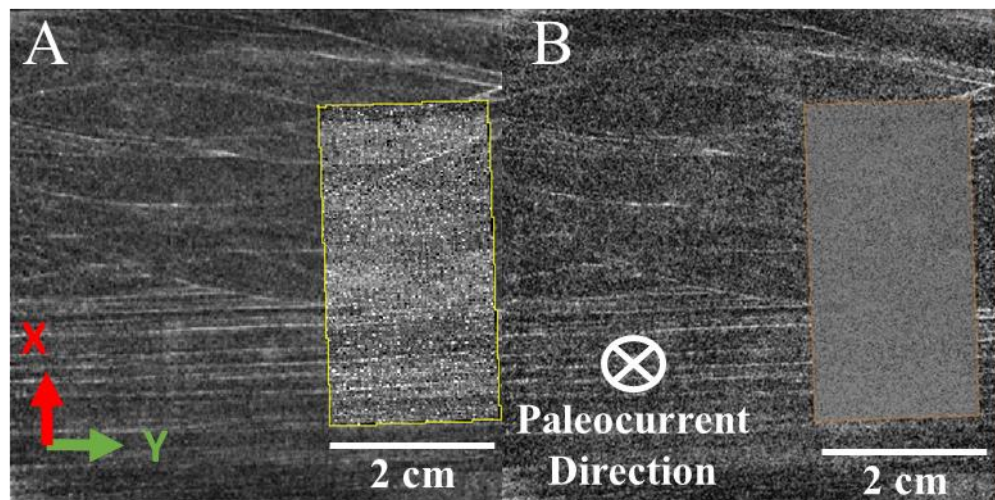 A
B
X
Y
Paleocurrent
Direction
2 cm
2 cm